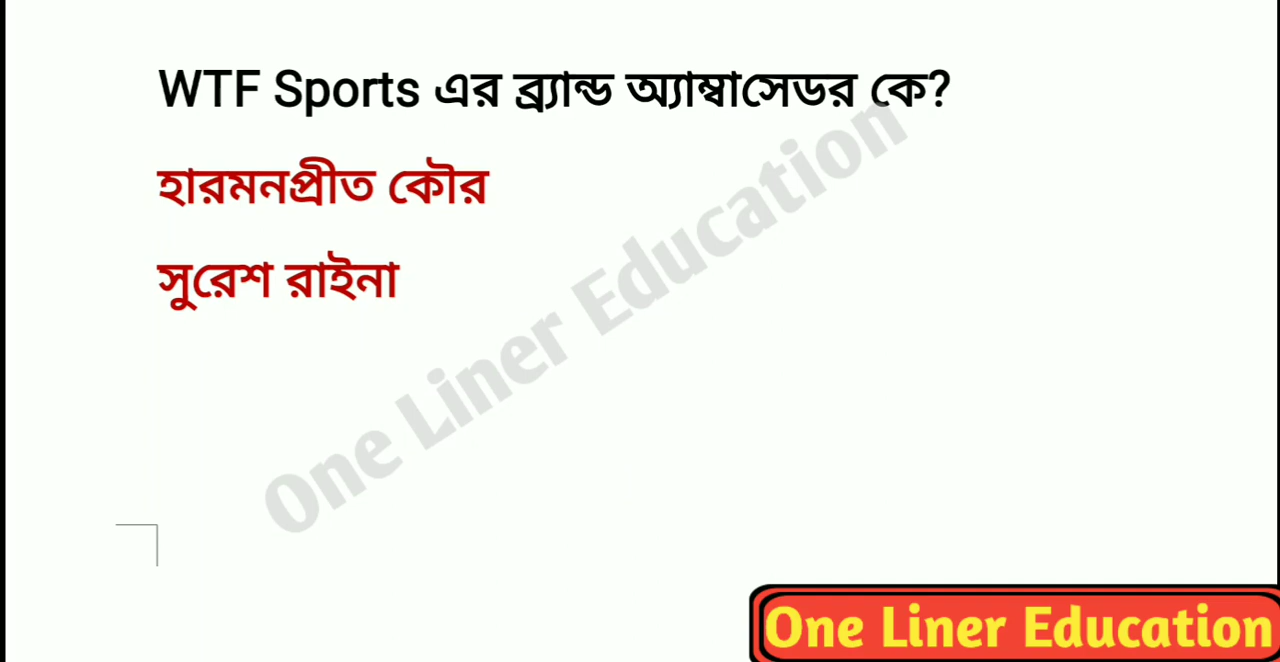 WTF Sports এর ব্র্যান্ড অ্যাম্বাসেডর কে?
হারমনপ্রীত কৌর
সুরেশ রাইনা
One Liner Education
One Liner Education